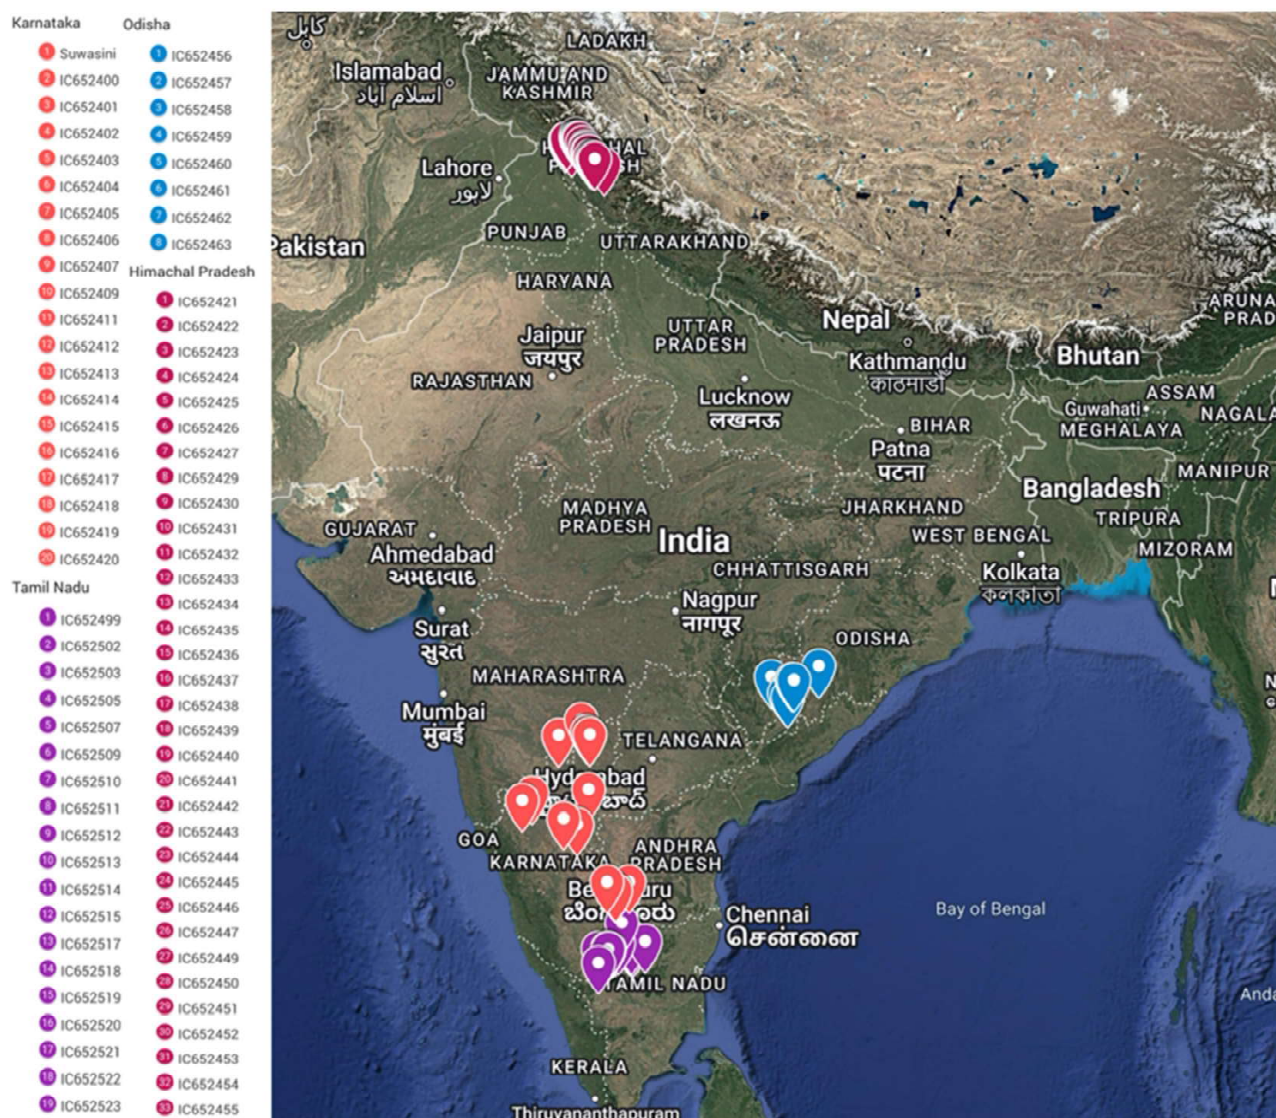 Karnataka
1 Suwasini
2 IC652400
3 IC652401
4 IC652402
5 IC652403
6 IC652404
7 IC652405
8 IC652406
9 IC652407
10 IC652409
11 IC652411
12 IC652412
13 IC652413
14 IC652414
15 IC652415
16 IC652416
17 IC652417
18 IC652418
19 IC652419
20 IC652420
Tamil Nadu
1 IC652499
2 IC652502
3 IC652503
4 IC652505
5 IC652507
6 IC652509
7 IC652510
8 IC652511
9 IC652512
10 IC652513
11 IC652514
12 IC652515
13 IC652517
14 IC652518
15 IC652519
16 IC652520
17 IC652521
18 IC652522
19 IC652523
Odisha
1 IC652456
2 IC652457
3 IC652458
4 IC652459
5 IC652460
6 IC652461
7 IC652462
8 IC652463
Himachal Pradesh
1 IC652421
2 IC652422
3 IC652423
4 IC652424
5 IC652425
6 IC652426
7 IC652427
8 IC652429
9 IC652430
10 IC652431
11 IC652432
12 IC652433
13 IC652434
14 IC652435
15 IC652436
16 IC652437
17 IC652438
18 IC652439
19 IC652440
20 IC652441
21 IC652442
22 IC652443
23 IC652444
24 IC652445
25 IC652446
26 IC652447
27 IC652449
28 IC652450
29 IC652451
30 IC652452
31 IC652453
32 IC652454
33 IC652455
كابل
LADAKH
Islamabad
اسلام آباد
JAMMU AND
KASHMIR
Lahore
لاہور
PUNJAB
Pakistan
UTTARAKHAND
HARYANA
ARUNA
PRAD
Jaipur
जयपुर
UTTAR
PRADESH
Nepal
Kathmandu
काठमाडौं
Bhutan
RAJASTHAN
Lucknow
लखनऊ
ASSAM
Guwahati
NAGALA
MEGHALAYA
BIHAR
Patna
पटना
MANIPUR
Bangladesh
MADHYA
PRADESH
JHARKHAND
TRIPURA
GUJARAT
WEST BENGAL
India
MIZORAM
Ahmedabad
અમદાવાદ
CHHATTISGARH
Kolkata
কলকাতা
Nagpur
नागपूर
Surat
સુરત
ODISHA
MAHARASHTRA
Mumbai
मुंबई
TELANGANA
GOA
KARNATAKA
ANDHRA
PRADESH
Chennai
சென்னை
Bay of Bengal
TAMIL NADU
Anda
KERALA
Thiruvananthapuram